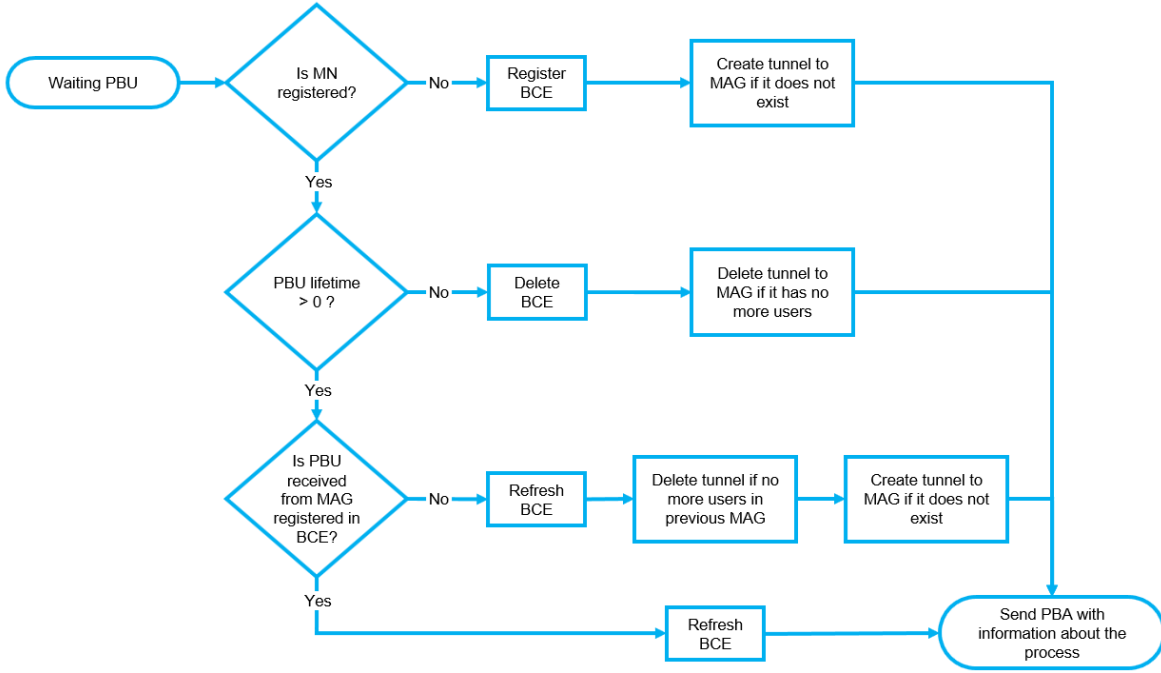 Waiting PBU
Is MN
registered?
No
Register
BCE
Create tunnel to
MAG if it does not
exist
Yes
PBU lifetime
> 0 ?
No
Delete
BCE
Delete tunnel to
MAG if it has no
more users
Yes
Is PBU
received
from MAG
registered in
BCE?
No
Refresh
BCE
Delete tunnel if no
more users in
previous MAG
Create tunnel to
MAG if it does not
exist
Yes
Refresh
BCE
Send PBA with
information about the
process